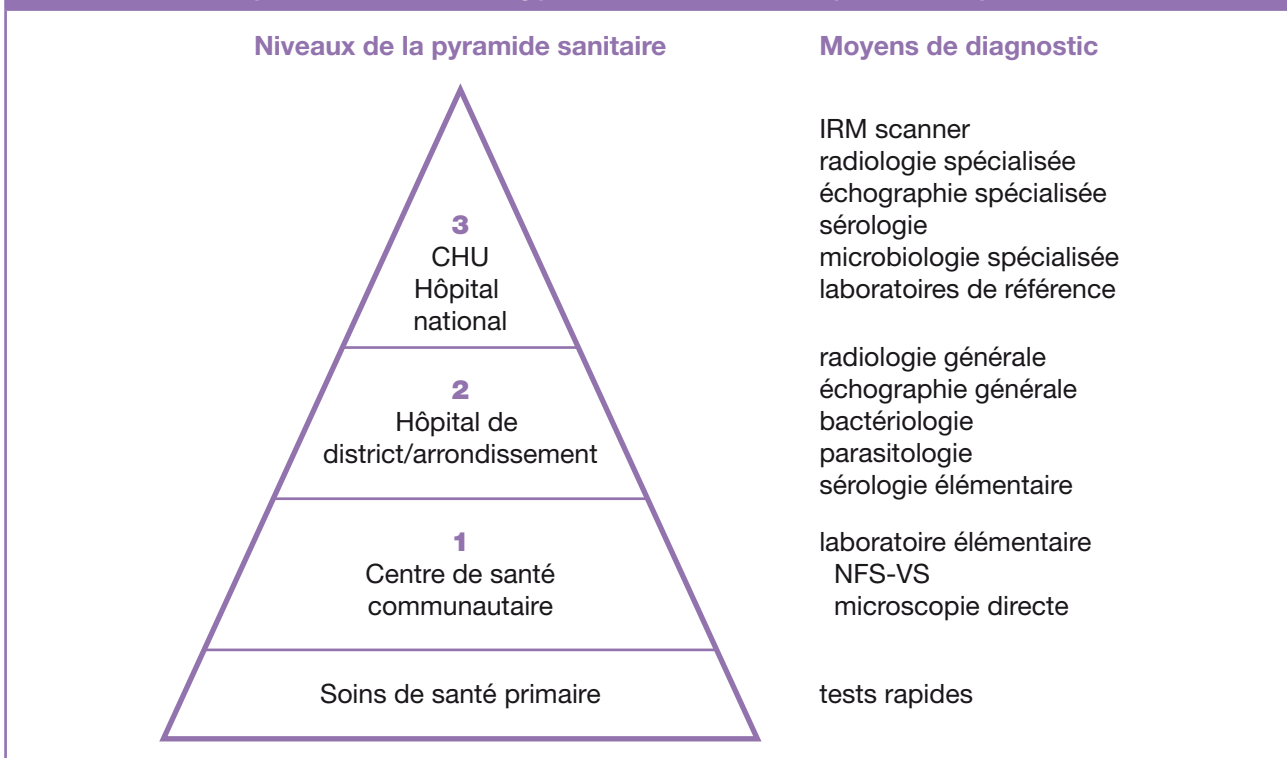 Niveaux de la pyramide sanitaire
Moyens de diagnostic
3
CHU
Hôpital
national
IRM scanner
radiologie spécialisée
échographie spécialisée
sérologie
microbiologie spécialisée
laboratoires de référence
2
Hôpital de
district/arrondissement
radiologie générale
échographie générale
bactériologie
parasitologie
sérologie élémentaire
1
Centre de santé
communautaire
laboratoire élémentaire
NFS-VS
microscopie directe
Soins de santé primaire
tests rapides